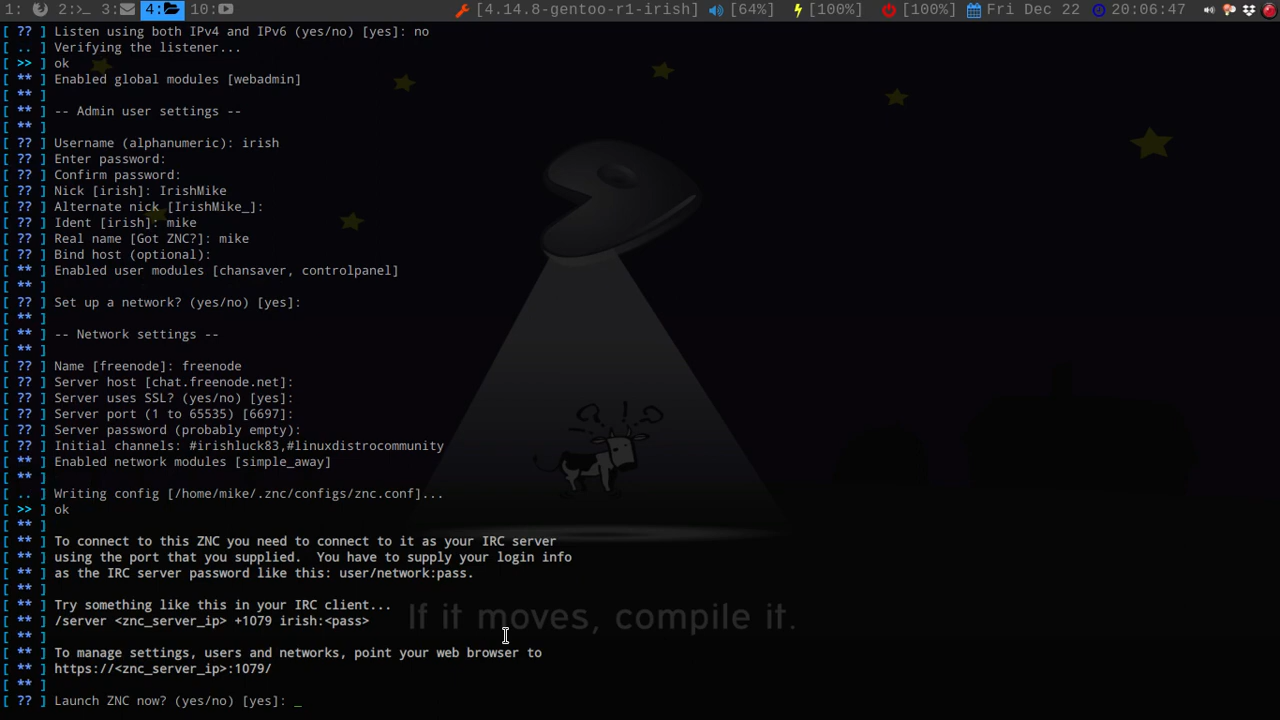 1: 2: 3: 4: 10: [4.14.8-gentoo-r1-irish] [64%] [100%] [100%] Fri Dec 22 20:06:47
[ ?? ] Listen using both IPv4 and IPv6 (yes/no) [yes]: no
[ .. ] Verifying the listener...
[ >> ] ok
[ ** ] Enabled global modules [webadmin]
[ ** ]
[ ** ] -- Admin user settings --
[ ** ]
[ ?? ] Username (alphanumeric): irish
[ ?? ] Enter password:
[ ?? ] Confirm password:
[ ?? ] Nick [irish]: IrishMike
[ ?? ] Alternate nick [IrishMike_]:
[ ?? ] Ident [irish]: mike
[ ?? ] Real name [Got ZNC?]: mike
[ ?? ] Bind host (optional):
[ ** ] Enabled user modules [chansaver, controlpanel]
[ ** ]
[ ?? ] Set up a network? (yes/no) [yes]:
[ ** ]
[ ** ] -- Network settings --
[ ** ]
[ ?? ] Name [freenode]: freenode
[ ?? ] Server host [chat.freenode.net]:
[ ?? ] Server uses SSL? (yes/no) [yes]:
[ ?? ] Server port (1 to 65535) [6697]:
[ ?? ] Server password (probably empty):
[ ?? ] Initial channels: #irishluck83,#linuxdistrocommunity
[ ** ] Enabled network modules [simple_away]
[ ** ]
[ .. ] Writing config [/home/mike/.znc/configs/znc.conf]...
[ >> ] ok
[ ** ]
[ ** ] To connect to this ZNC you need to connect to it as your IRC server
[ ** ] using the port that you supplied.  You have to supply your login info
[ ** ] as the IRC server password like this: user/network:pass.
[ ** ]
[ ** ] Try something like this in your IRC client...
[ ** ] /server <znc_server_ip> +1079 irish:<pass>
If it moves, compile it.
[ ** ]
[ ** ] To manage settings, users and networks, point your web browser to
[ ** ] https://<znc_server_ip>:1079/
[ ** ]
[ ?? ] Launch ZNC now? (yes/no) [yes]: _